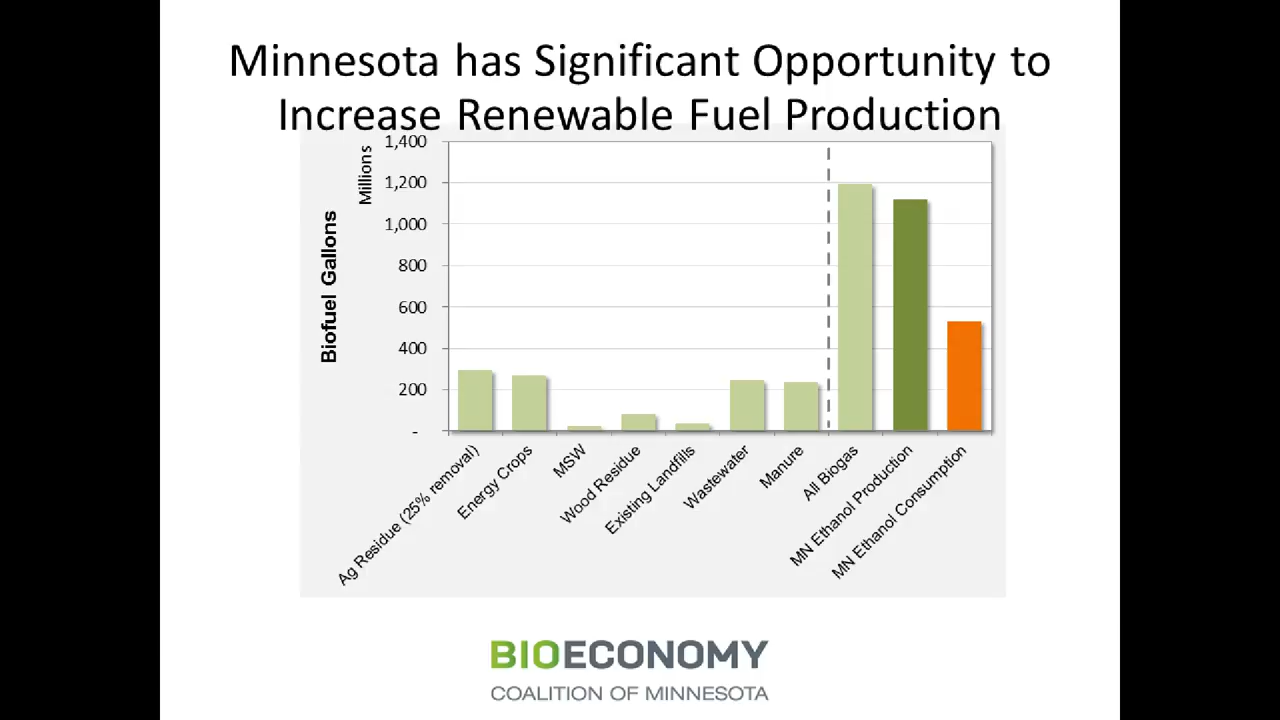 Minnesota has Significant Opportunity to
Increase Renewable Fuel Production
Biofuel Gallons
Millions
1,400
1,200
1,000
800
600
400
200
-
Ag Residue (25% removal)
Energy Crops
MSW
Wood Residue
Existing Landfills
Wastewater
Manure
All Biogas
MN Ethanol Production
MN Ethanol Consumption
BIOECONOMY
COALITION OF MINNESOTA